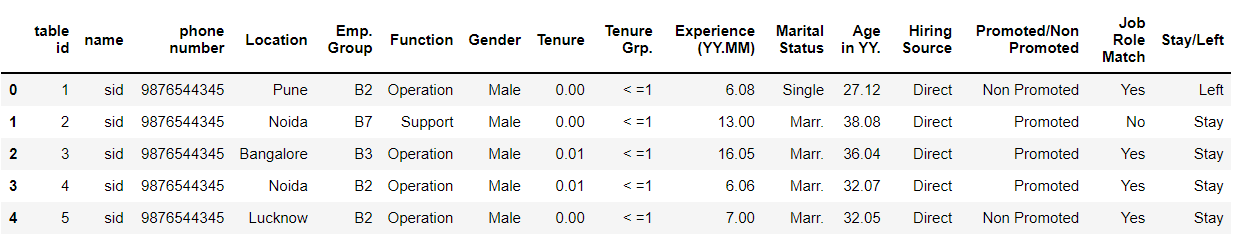 table id name phone number Location Emp. Group Function Gender Tenure Tenure Grp. Experience (YY.MM) Marital Status Age in YY. Hiring Source Promoted/Non Promoted Job Role Match Stay/Left
0 1 sid 9876544345 Pune B2 Operation Male 0.00 < =1 6.08 Single 27.12 Direct Non Promoted Yes Left
1 2 sid 9876544345 Noida B7 Support Male 0.00 < =1 13.00 Marr. 38.08 Direct Promoted No Stay
2 3 sid 9876544345 Bangalore B3 Operation Male 0.01 < =1 16.05 Marr. 36.04 Direct Promoted Yes Stay
3 4 sid 9876544345 Noida B2 Operation Male 0.01 < =1 6.06 Marr. 32.07 Direct Promoted Yes Stay
4 5 sid 9876544345 Lucknow B2 Operation Male 0.00 < =1 7.00 Marr. 32.05 Direct Non Promoted Yes Stay